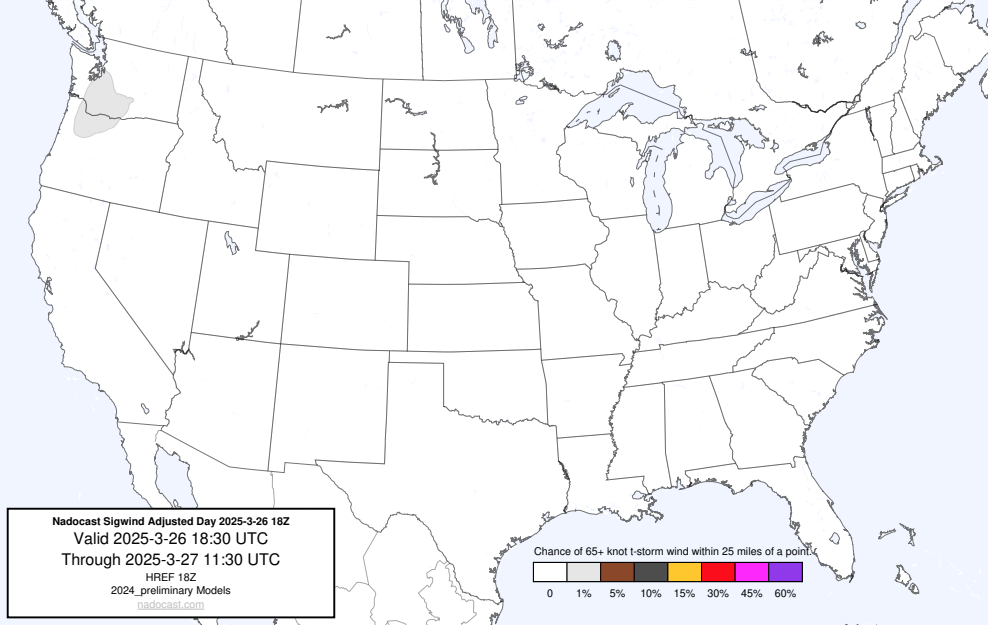 Nadocast Sigwind Adjusted Day 2025-3-26 18Z
Valid 2025-3-26 18:30 UTC
Through 2025-3-27 11:30 UTC
HREF 18Z
2024_preliminary Models
nadocast.com
Chance of 65+ knot t-storm wind within 25 miles of a point.
0 1% 5% 10% 15% 30% 45% 60%